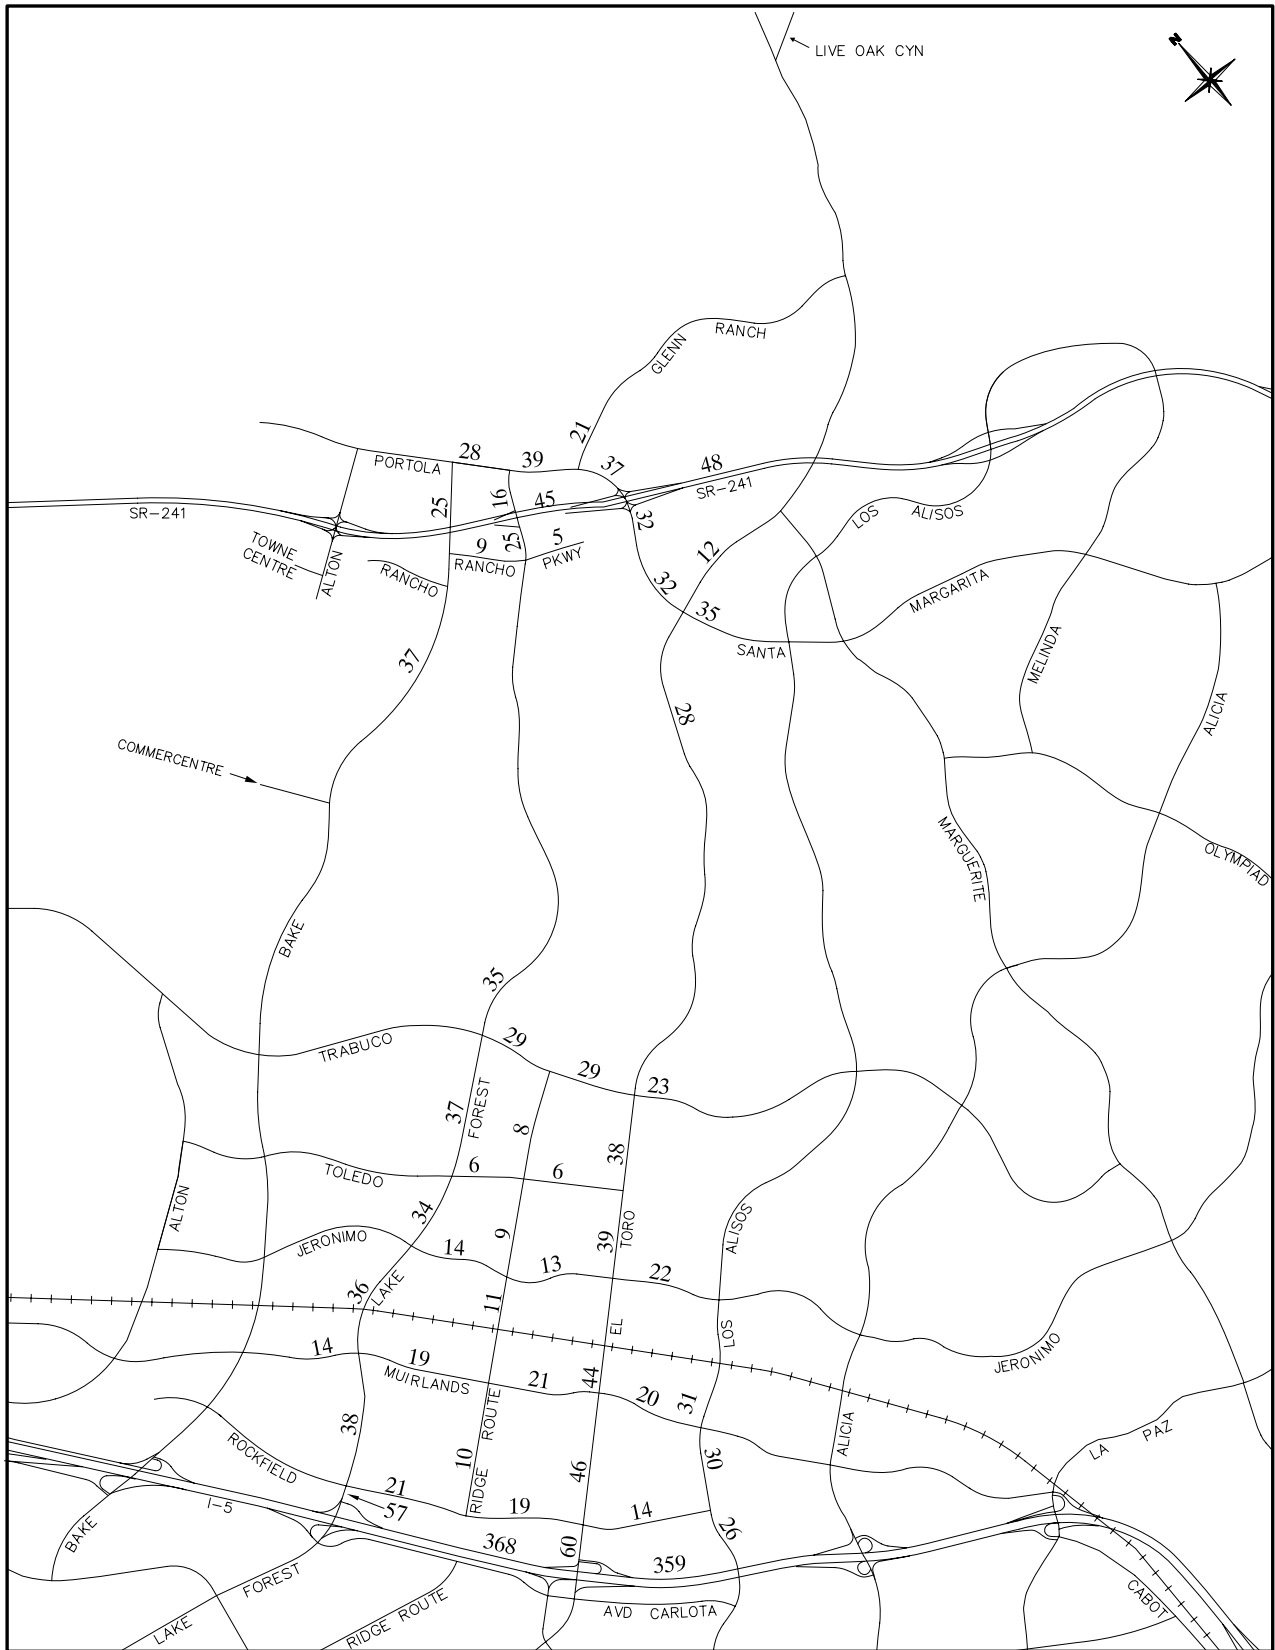 N
LIVE OAK CYN
GLENN
RANCH
21
PORTOLA
28
39
37
48
SR-241
SR-241
25
16
45
32
TOWNE
CENTRE
ALTON
RANCHO
9
25
RANCHO
5
PKWY
LOS
ALISOS
12
32
35
SANTA
MARGARITA
MELINDA
ALICIA
37
28
COMMERCENTRE
MARGUERITE
OLYMPIAD
BAKE
35
TRABUCO
29
29
23
37
FOREST
8
38
TOLEDO
6
6
ALTON
34
9
39
TORO
ALISOS
JERONIMO
14
13
22
36
LAKE
11
EL
LOS
JERONIMO
14
19
MUIRLANDS
21
44
20
31
38
ROUTE
ALICIA
LA
PAZ
ROCKFIELD
10
RIDGE
46
30
21
57
19
14
26
I-5
368
60
359
BAKE
LAKE
FOREST
RIDGE ROUTE
AVD CARLOTA
CABOT